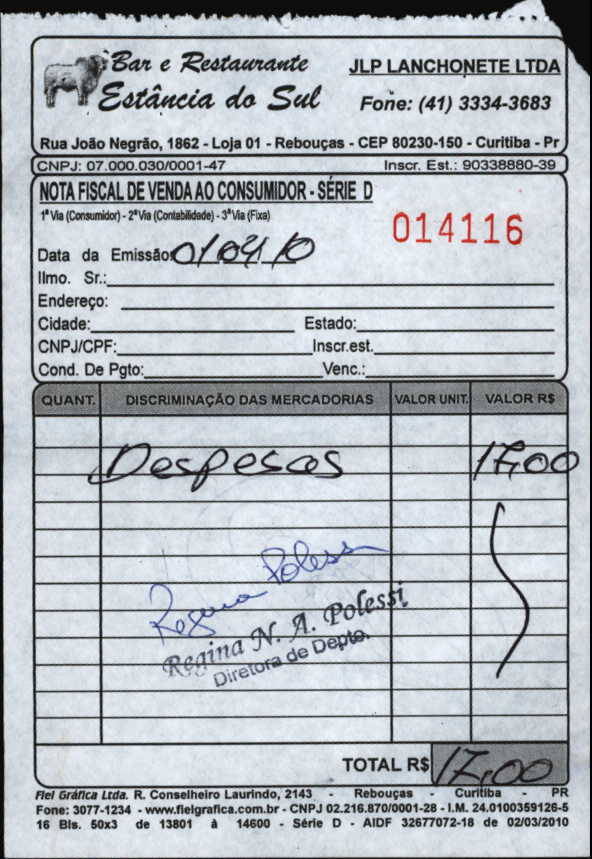 Bar e Restaurante
Estância do Sul
JLP LANCHONETE LTDA
Fone: (41) 3334-3683
Rua João Negrão, 1862 - Loja 01 - Rebouças - CEP 80230-150 - Curitiba - Pr
CNPJ: 07.000.030/0001-47 Inscr. Est.: 90338880-39
NOTA FISCAL DE VENDA AO CONSUMIDOR - SÉRIE D
1ª Via (Consumidor) - 2ª Via (Contabilidade) - 3ª Via (Fixa)
014116
Data da Emissão 01/04/10
Ilmo. Sr.:
Endereço:
Cidade: Estado:
CNPJ/CPF: Inscr.est.
Cond. De Pgto: Venc.:
QUANT. DISCRIMINAÇÃO DAS MERCADORIAS VALOR UNIT. VALOR R$
Despesas 17,00
Regina Polessi
Regina N. A. Polessi
Diretora de Depto.
TOTAL R$ 17,00
Fiel Gráfica Ltda. R. Conselheiro Laurindo, 2143 - Rebouças - Curitiba - PR
Fone: 3077-1234 - www.fielgrafica.com.br - CNPJ 02.216.870/0001-28 - I.M. 24.0100359126-5
16 Bls. 50x3 de 13801 à 14600 - Série D - AIDF 32677072-18 de 02/03/2010